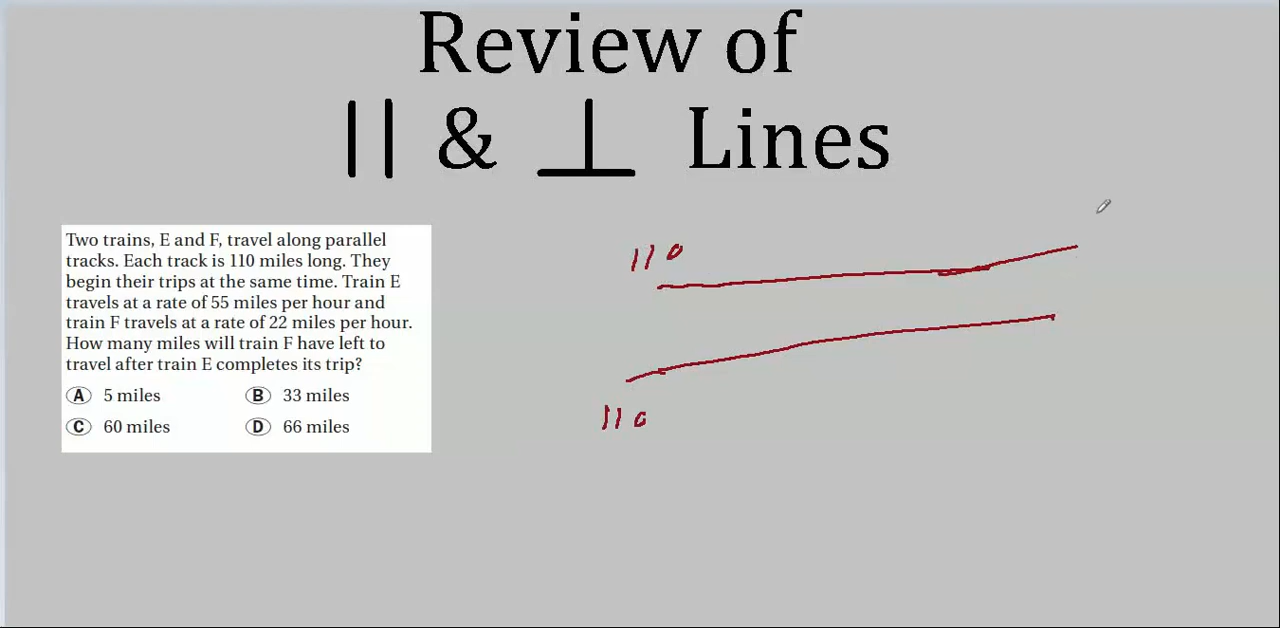 Review of
|| & ⊥ Lines
Two trains, E and F, travel along parallel
tracks. Each track is 110 miles long. They
begin their trips at the same time. Train E
travels at a rate of 55 miles per hour and
train F travels at a rate of 22 miles per hour.
How many miles will train F have left to
travel after train E completes its trip?
A 5 miles B 33 miles
C 60 miles D 66 miles
110
110